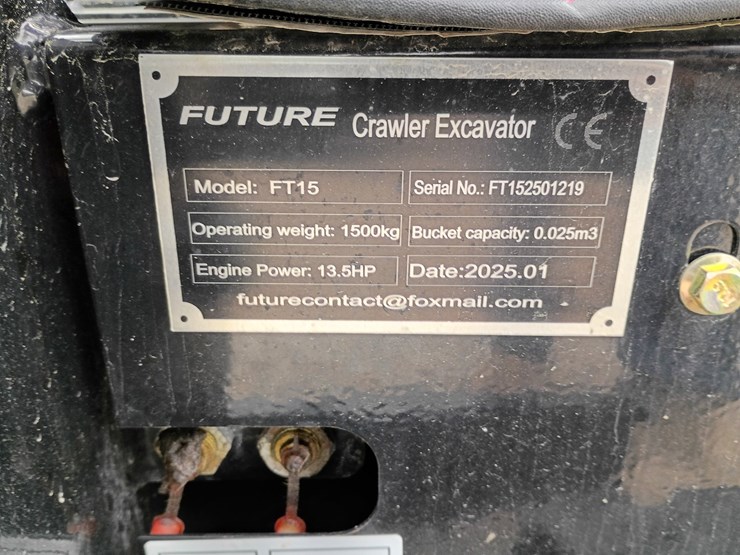 FUTURE Crawler Excavator CE
Model: FT15 Serial No.: FT152501219
Operating weight: 1500kg Bucket capacity: 0.025m3
Engine Power: 13.5HP Date:2025.01
futurecontact@foxmail.com